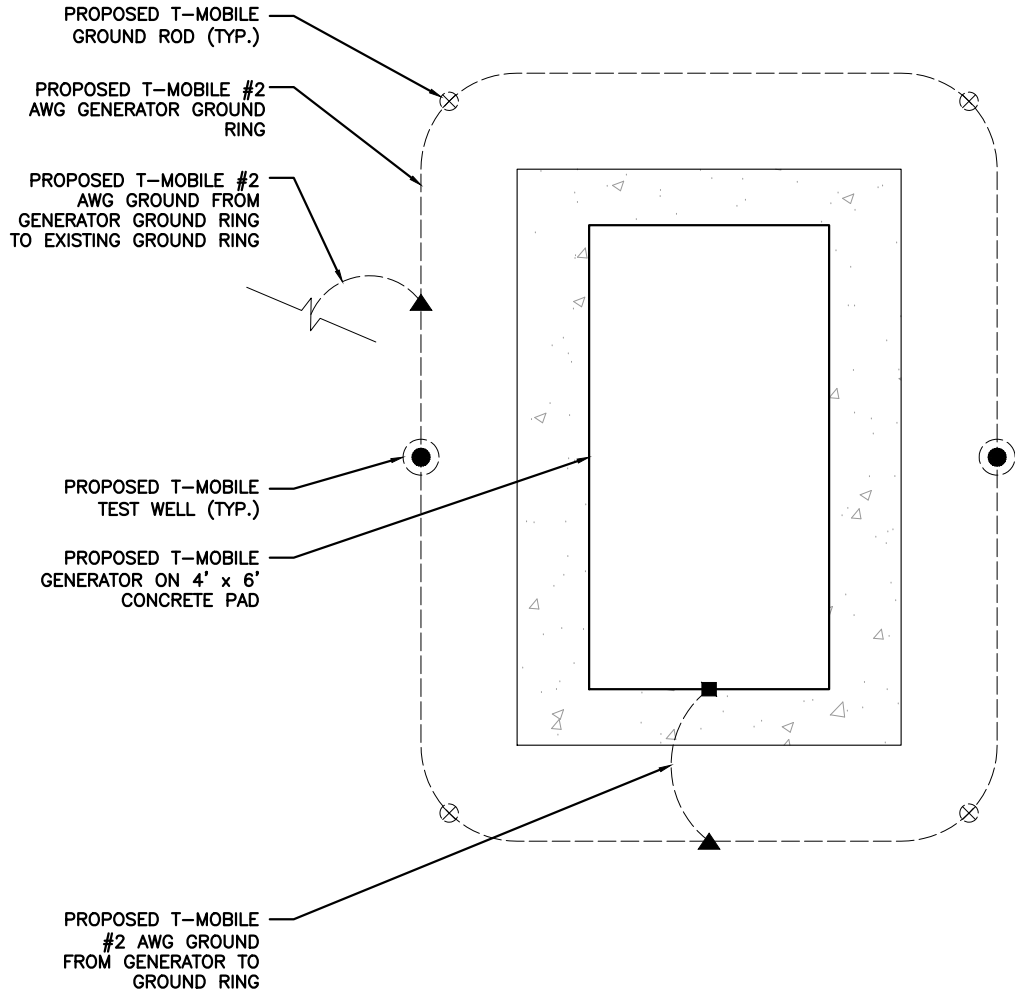 PROPOSED T-MOBILE
GROUND ROD (TYP.)
PROPOSED T-MOBILE #2
AWG GENERATOR GROUND
RING
PROPOSED T-MOBILE #2
AWG GROUND FROM
GENERATOR GROUND RING
TO EXISTING GROUND RING
PROPOSED T-MOBILE
TEST WELL (TYP.)
PROPOSED T-MOBILE
GENERATOR ON 4' x 6'
CONCRETE PAD
PROPOSED T-MOBILE
#2 AWG GROUND
FROM GENERATOR TO
GROUND RING